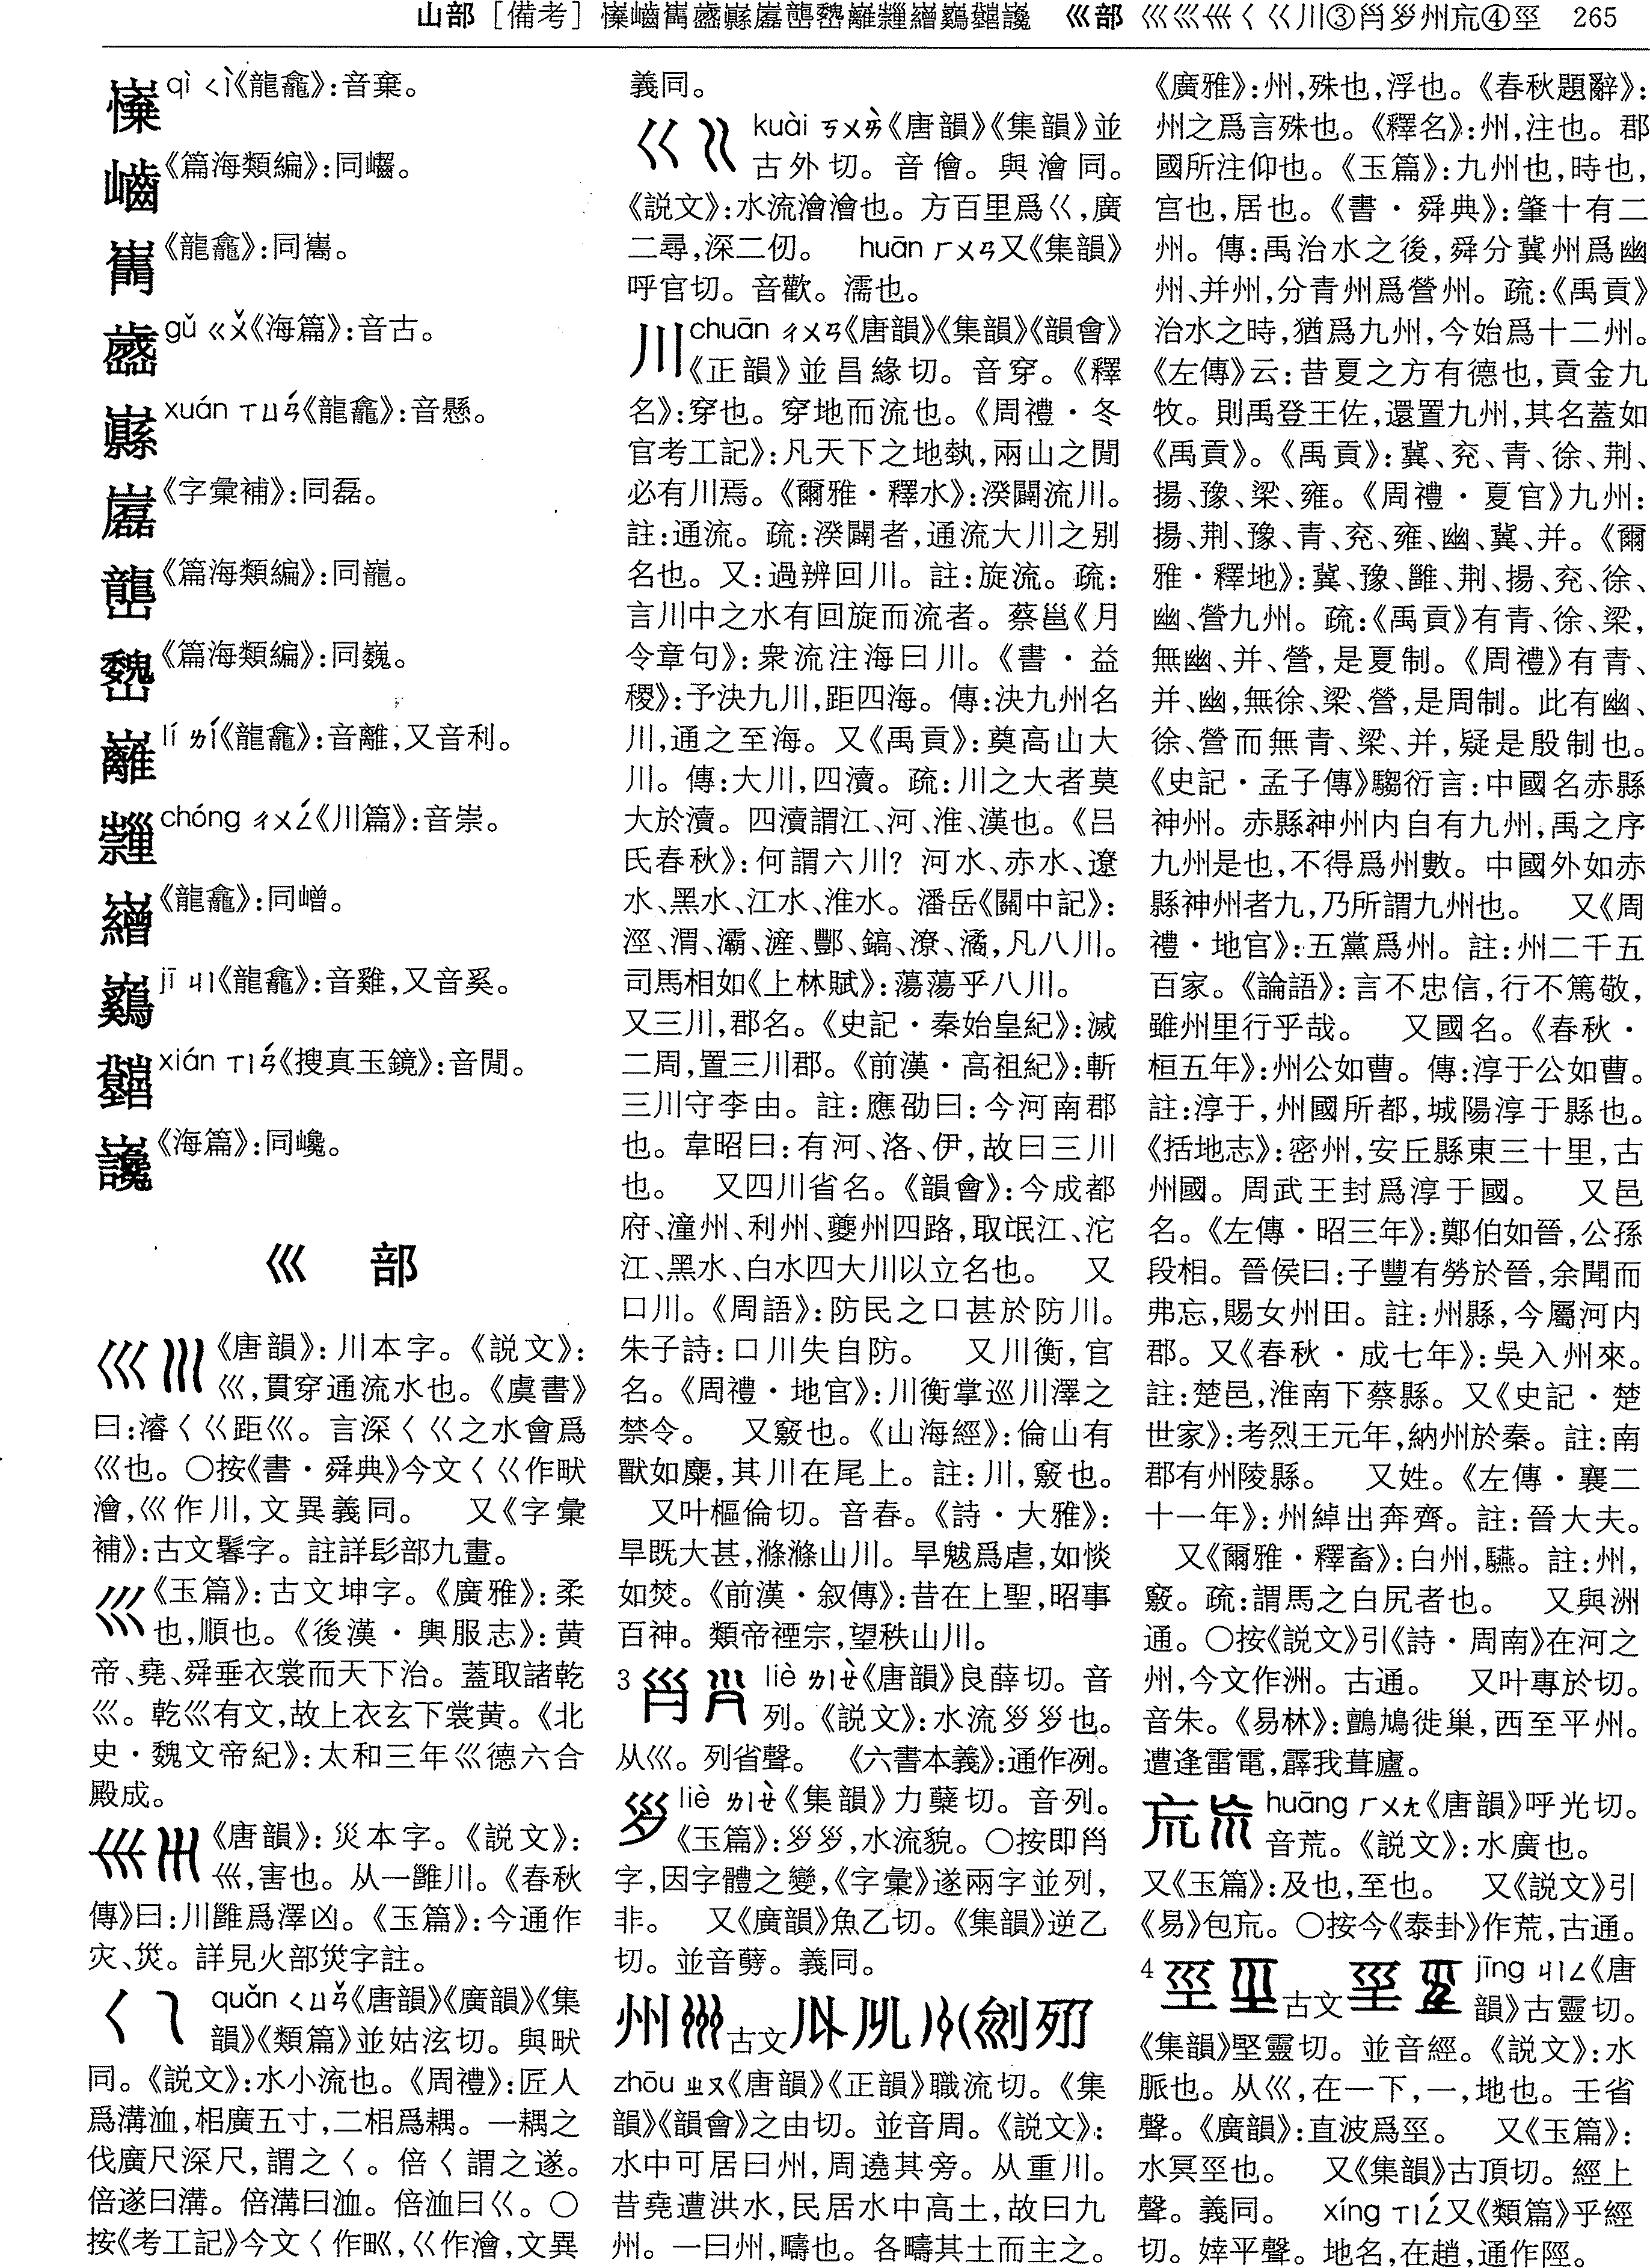 山部 [備考] 巛部 巛巛𡿧𡿨巜川③𡿪歺州巟④巠 265
qì ㄑㄧˋ《龍龕》:音棄。
《篇海類編》:同
《龍龕》:同巂。
gǔ ㄍㄨˇ《海篇》:音古。
xuán ㄒㄩㄢˊ《龍龕》:音懸。
《字彙補》:同磊。
《篇海類編》:同巃。
《篇海類編》:同巍。
lí ㄌㄧˊ《龍龕》:音離,又音利。
chóng ㄔㄨㄥˊ《川篇》:音崇。
《龍龕》:同嶒。
jī ㄐㄧ《龍龕》:音雞,又音奚。
xián ㄒㄧㄢˊ《搜真玉鏡》:音閒。
《海篇》:同巉。
巛 部
巛 《唐韻》:川本字。《説文》:
巛,貫穿通流水也。《虞書》
曰:濬𡿨巜距巛。言深𡿨巜之水會爲
巛也。○按《書・舜典》今文𡿨巜作畎
澮,巛作川,文異義同。 又《字彙
補》:古文鬊字。註詳髟部九畫。
《玉篇》:古文坤字。《廣雅》:柔
也,順也。《後漢・輿服志》:黄
帝、堯、舜垂衣裳而天下治。蓋取諸乾
巛。乾巛有文,故上衣玄下裳黄。《北
史・魏文帝紀》:太和三年巛德六合
殿成。
𡿧 《唐韻》:災本字。《説文》:
𡿧,害也。从一雝川。《春秋
傳》曰:川雝爲澤凶。《玉篇》:今通作
灾、災。詳見火部災字註。
𡿨 quǎn ㄑㄩㄢˇ《唐韻》《廣韻》《集
韻》《類篇》並姑泫切。與畎
同。《説文》:水小流也。《周禮》:匠人
爲溝洫,枱廣五寸,二枱爲耦。一耦之
伐廣尺深尺,謂之𡿨。倍𡿨謂之遂。
倍遂曰溝。倍溝曰洫。倍洫曰巜。○
按《考工記》今文𡿨作甽,巜作澮,文異
義同。
巜 kuài ㄎㄨㄞˋ《唐韻》《集韻》並
古外切。音儈。與澮同。
《説文》:水流澮澮也。方百里爲巜,廣
二尋,深二仞。 huān ㄏㄨㄢ又《集韻》
呼官切。音歡。濡也。
川 chuān ㄔㄨㄢ《唐韻》《集韻》《韻會》
《正韻》並昌緣切。音穿。《釋
名》:穿也。穿地而流也。《周禮・冬
官考工記》:凡天下之地埶,兩山之閒
必有川焉。《爾雅・釋水》:湀闢流川。
註:通流。疏:湀闢者,通流大川之别
名也。又:過辨回川。註:旋流。疏:
言川中之水有回旋而流者。蔡邕《月
令章句》:衆流注海曰川。《書・益
稷》:予決九川,距四海。傳:決九州名
川,通之至海。又《禹貢》:奠高山大
川。傳:大川,四瀆。疏:川之大者莫
大於瀆。四瀆謂江、河、淮、漢也。《吕
氏春秋》:何謂六川? 河水、赤水、遼
水、黑水、江水、淮水。潘岳《關中記》:
涇、渭、灞、滻、酆、鎬、潦、潏,凡八川。
司馬相如《上林賦》:蕩蕩乎八川。
又三川,郡名。《史記・秦始皇紀》:滅
二周,置三川郡。《前漢・高祖紀》:斬
三川守李由。註:應劭曰:今河南郡
也。韋昭曰:有河、洛、伊,故曰三川
也。 又四川省名。《韻會》:今成都
府、潼州、利州、夔州四路,取岷江、沱
江、黑水、白水四大川以立名也。 又
口川。《周語》:防民之口甚於防川。
朱子詩:口川失自防。 又川衡,官
名。《周禮・地官》:川衡掌巡川澤之
禁令。 又竅也。《山海經》:倫山有
獸如麋,其川在尾上。註:川,竅也。
又叶樞倫切。音春。《詩・大雅》:
旱既大甚,滌滌山川。旱魃爲虐,如惔
如焚。《前漢・叙傳》:昔在上聖,昭事
百神。類帝禋宗,望秩山川。
3 liè ㄌㄧㄝˋ《唐韻》良薛切。音
列。《説文》:水流歺歺也。
从巛。列省聲。 《六書本義》:通作冽。
liè ㄌㄧㄝˋ《集韻》力蘖切。音列。
《玉篇》:歺歺,水流貌。○按即𡿪
字,因字體之變,《字彙》遂兩字並列,
非。 又《廣韻》魚乙切。《集韻》逆乙
切。並音㔎。義同。
州 古文
zhōu ㄓㄡ《唐韻》《正韻》職流切。《集
韻》《韻會》之由切。並音周。《説文》:
水中可居曰州,周遶其旁。从重川。
昔堯遭洪水,民居水中高土,故曰九
州。一曰州,疇也。各疇其土而主之。
《廣雅》:州,殊也,浮也。《春秋題辭》:
州之爲言殊也。《釋名》:州,注也。郡
國所注仰也。《玉篇》:九州也,時也,
宫也,居也。《書・舜典》:肇十有二
州。傳:禹治水之後,舜分冀州爲幽
州、并州,分青州爲營州。疏:《禹貢》
治水之時,猶爲九州,今始爲十二州。
《左傳》云:昔夏之方有德也,貢金九
牧。則禹登王佐,還置九州,其名蓋如
《禹貢》。《禹貢》:冀、兗、青、徐、荆、
揚、豫、梁、雍。《周禮・夏官》九州:
揚、荆、豫、青、兗、雍、幽、冀、并。《爾
雅・釋地》:冀、豫、雝、荆、揚、兗、徐、
幽、營九州。疏:《禹貢》有青、徐、梁,
無幽、并、營,是夏制。《周禮》有青、
并、幽,無徐、梁、營,是周制。此有幽、
徐、營而無青、梁、并,疑是殷制也。
《史記・孟子傳》騶衍言:中國名赤縣
神州。赤縣神州内自有九州,禹之序
九州是也,不得爲州數。中國外如赤
縣神州者九,乃所謂九州也。 又《周
禮・地官》:五黨爲州。註:州二千五
百家。《論語》:言不忠信,行不篤敬,
雖州里行乎哉。 又國名。《春秋・
桓五年》:州公如曹。傳:淳于公如曹。
註:淳于,州國所都,城陽淳于縣也。
《括地志》:密州,安丘縣東三十里,古
州國。周武王封爲淳于國。 又邑
名。《左傳・昭三年》:鄭伯如晉,公孫
段相。晉侯曰:子豐有勞於晉,余聞而
弗忘,賜女州田。註:州縣,今屬河内
郡。又《春秋・成七年》:吳入州來。
註:楚邑,淮南下蔡縣。又《史記・楚
世家》:考烈王元年,納州於秦。註:南
郡有州陵縣。 又姓。《左傳・襄二
十一年》:州綽出奔齊。註:晉大夫。
又《爾雅・釋畜》:白州,驠。註:州,
竅。疏:謂馬之白尻者也。 又與洲
通。○按《説文》引《詩・周南》在河之
州,今文作洲。古通。 又叶專於切。
音朱。《易林》:鸇鳩徙巢,西至平州。
遭逢雷電,霹我葺廬。
巟 huāng ㄏㄨㄤ《唐韻》呼光切。
音荒。《説文》:水廣也。
又《玉篇》:及也,至也。 又《説文》引
《易》包巟。○按今《泰卦》作荒,古通。
4 巠 古文 jīng ㄐㄧㄥ《唐
韻》古靈切。
《集韻》堅靈切。並音經。《説文》:水
脈也。从巛,在一下,一,地也。壬省
聲。《廣韻》:直波爲巠。 又《玉篇》:
水冥巠也。 又《集韻》古頂切。經上
聲。義同。 xíng ㄒㄧㄥˊ又《類篇》乎經
切。婞平聲。地名,在趙,通作陘。